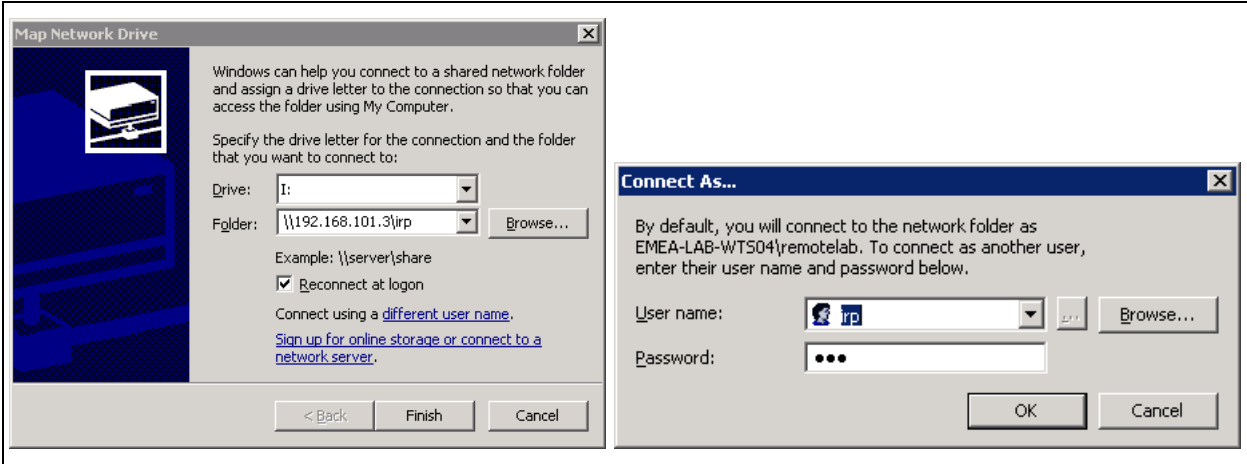 Map Network Drive
Windows can help you connect to a shared network folder
and assign a drive letter to the connection so that you can
access the folder using My Computer.
Specify the drive letter for the connection and the folder
that you want to connect to:
Drive: I:
Folder: \\192.168.101.3\irp Browse...
Example: \\server\share
Reconnect at logon
Connect using a different user name.
Sign up for online storage or connect to a
network server.
< Back Finish Cancel
Connect As...
By default, you will connect to the network folder as
EMEA-LAB-WTS04\remotelab. To connect as another user,
enter their user name and password below.
User name: irp ... Browse...
Password: ●●●
OK Cancel